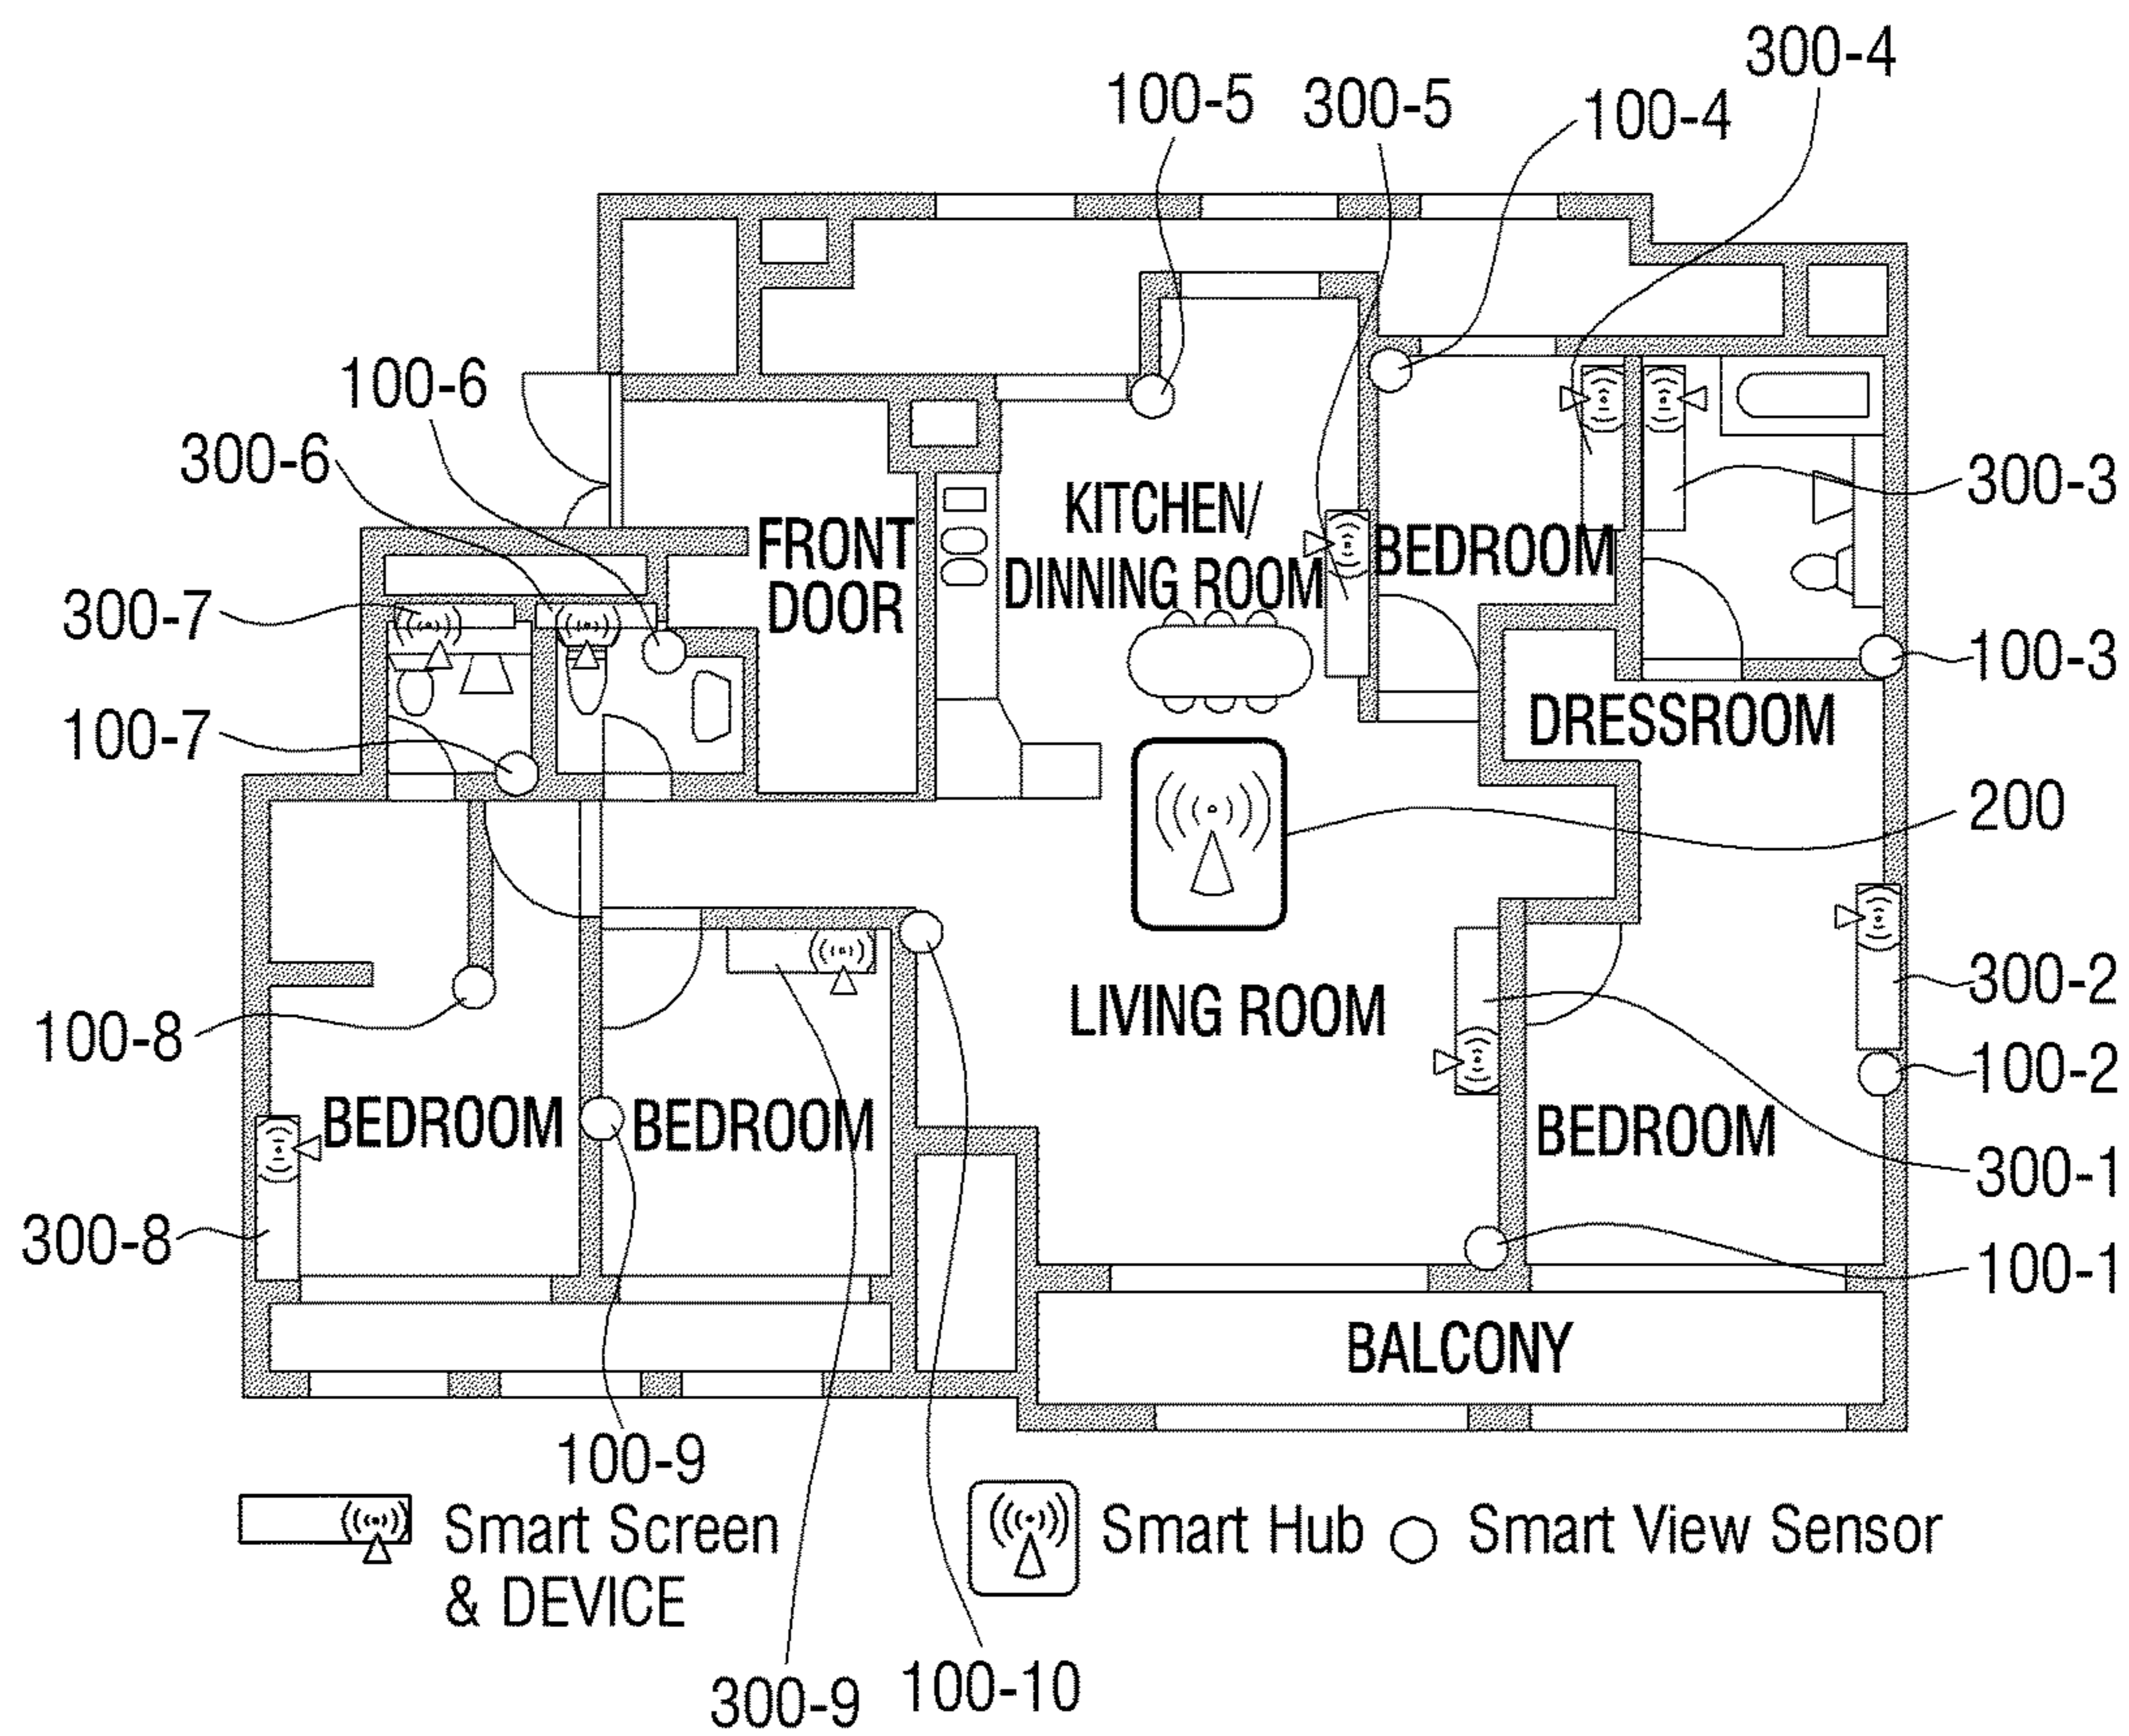 300-4
100-5
300-5
100-4
100-6
300-6
KITCHEN/
DINNING ROOM
FRONT
DOOR
BEDROOM
300-3
300-7
100-3
100-7
DRESSROOM
200
300-2
LIVING ROOM
100-8
100-2
BEDROOM
BEDROOM
BEDROOM
300-1
300-8
100-1
BALCONY
100-9
Smart Screen
& DEVICE
Smart Hub
Smart View Sensor
300-9
100-10